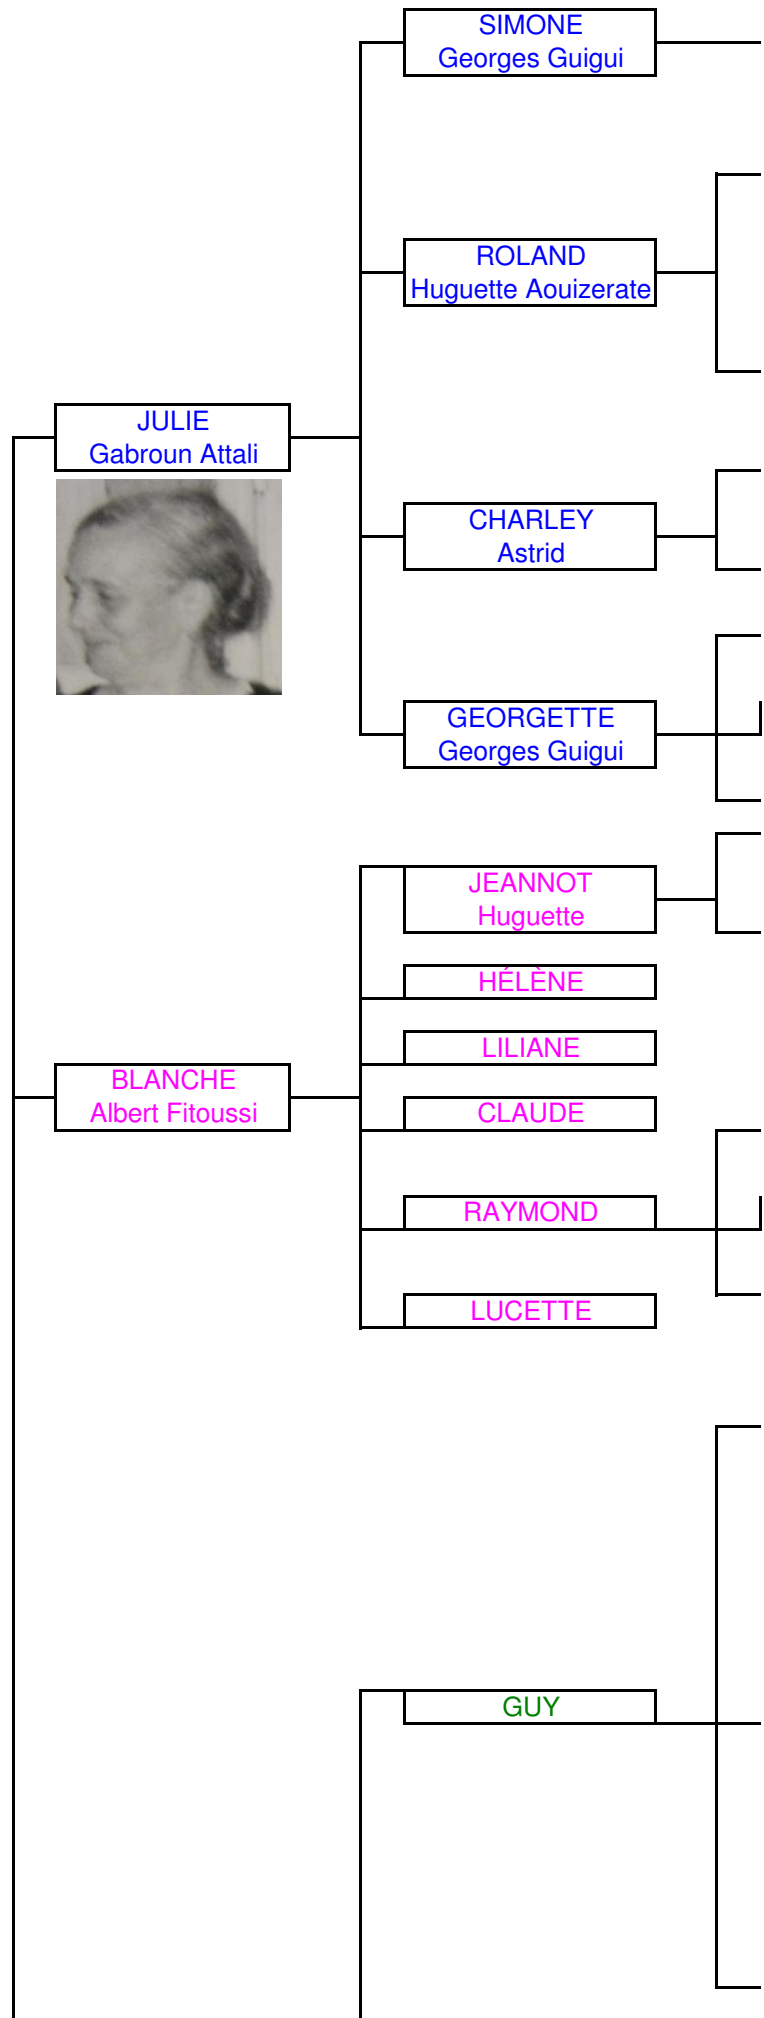 SIMONE
Georges Guigui
ROLAND
Huguette Aouizerate
JULIE
Gabroun Attali
CHARLEY
Astrid
GEORGETTE
Georges Guigui
JEANNOT
Huguette
HÉLÈNE
LILIANE
BLANCHE
Albert Fitoussi
CLAUDE
RAYMOND
LUCETTE
GUY